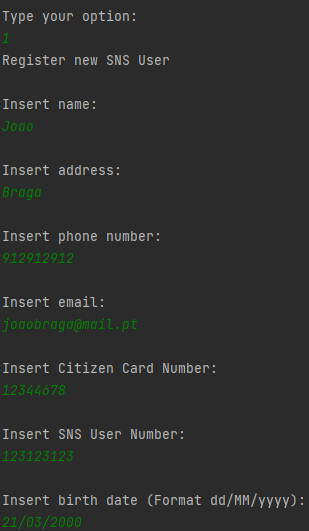 Type your option:
1
Register new SNS User
Insert name:
Joao
Insert address:
Braga
Insert phone number:
912912912
Insert email:
joaobraga@mail.pt
Insert Citizen Card Number:
12344678
Insert SNS User Number:
123123123
Insert birth date (Format dd/MM/yyyy):
21/03/2000